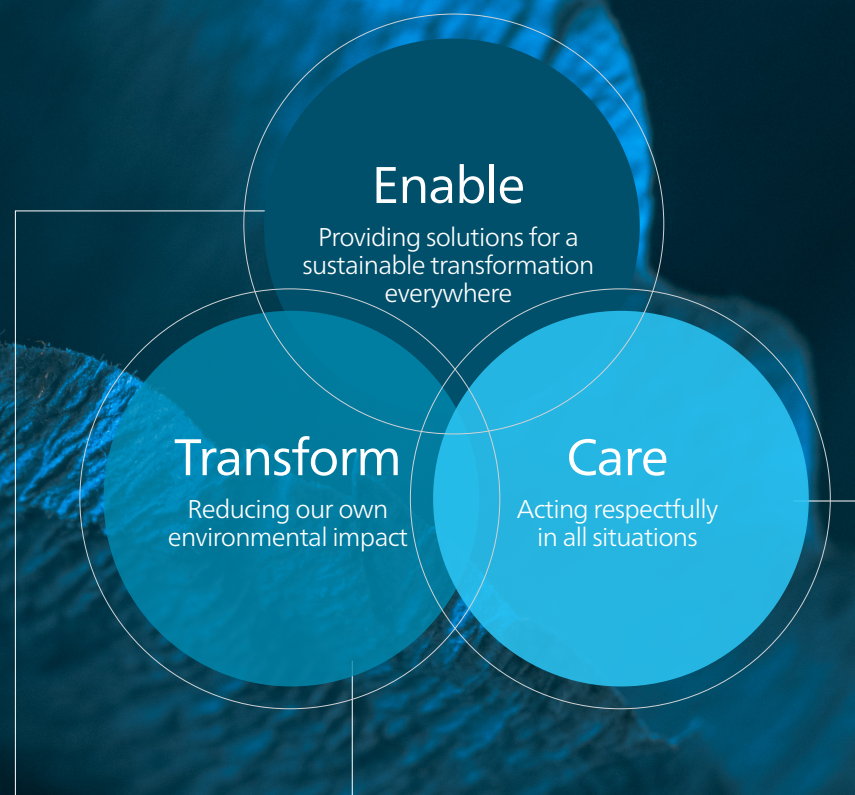 Enable
Providing solutions for a
sustainable transformation
everywhere
Transform
Reducing our own
environmental impact
Care
Acting respectfully
in all situations